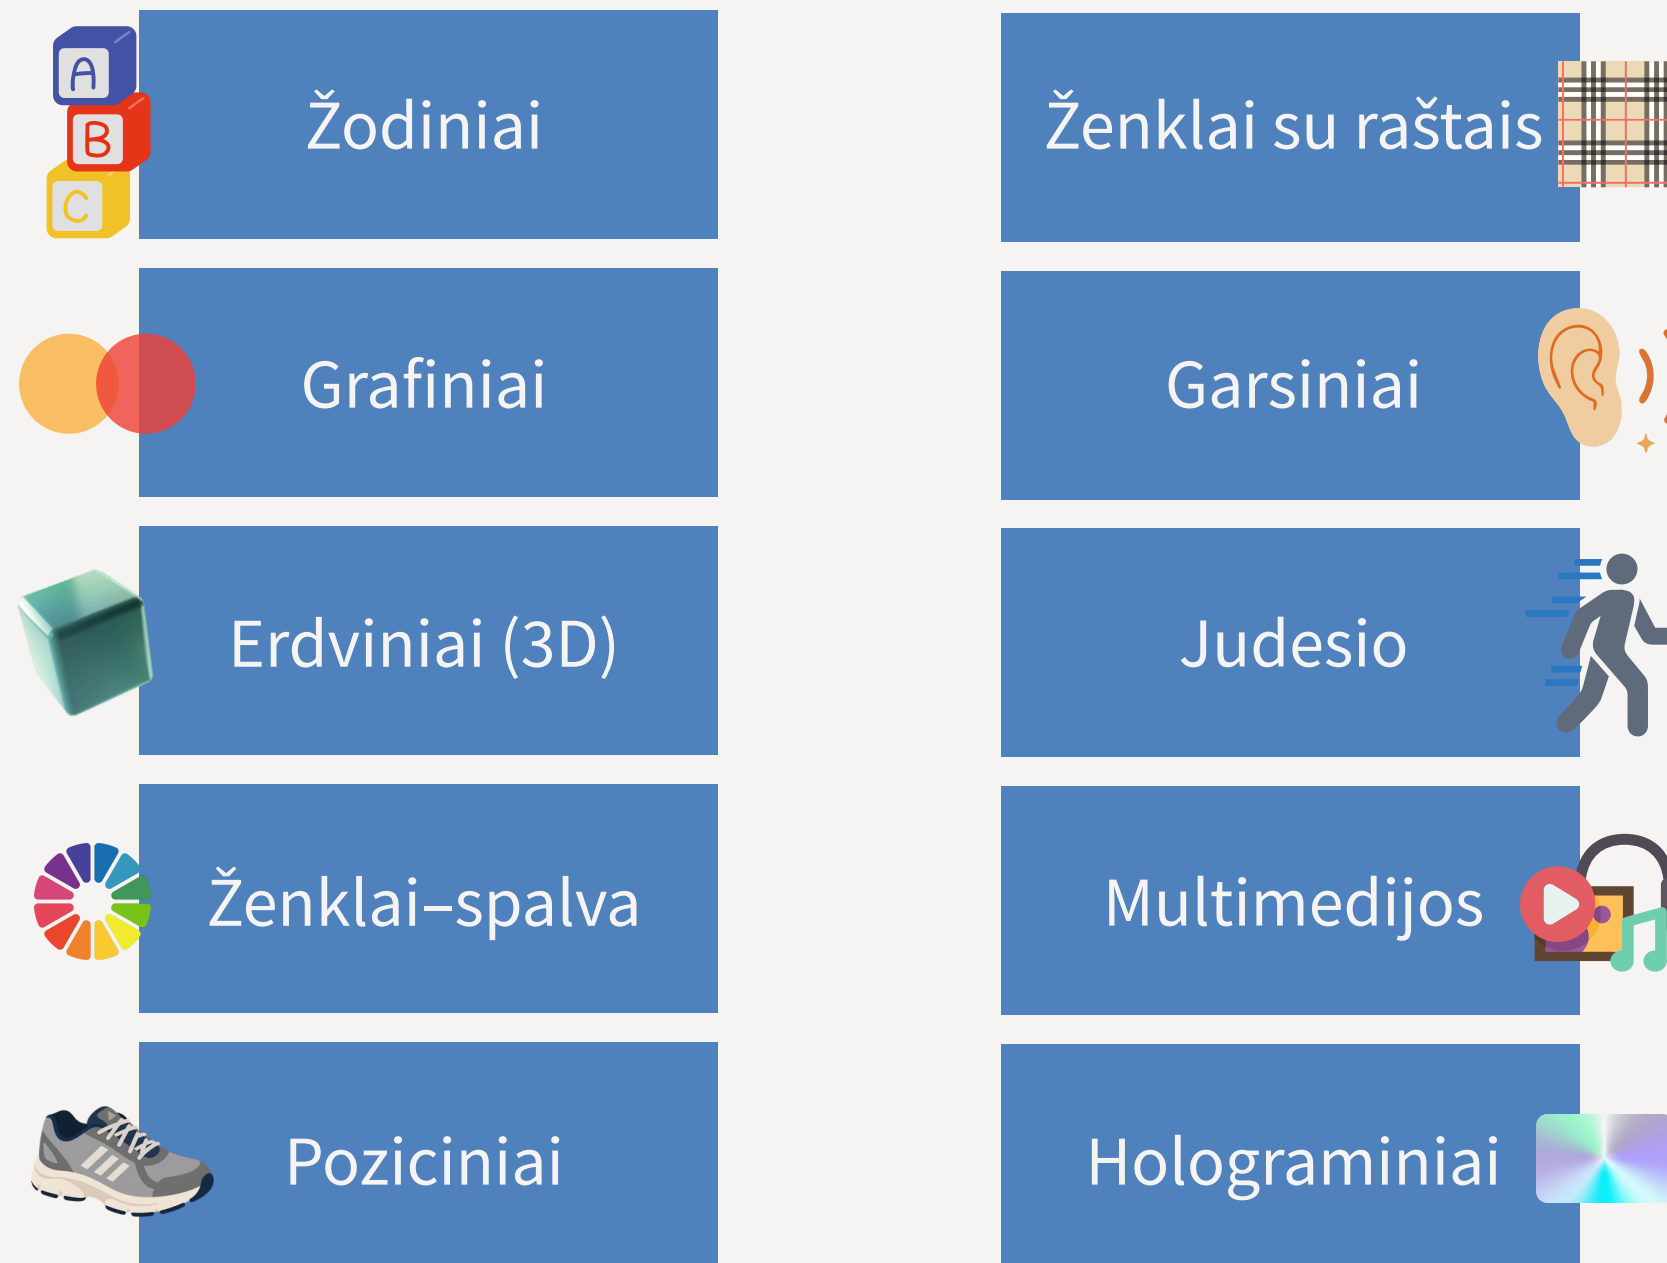 A
B
C
Žodiniai
Ženklai su raštais
Grafiniai
Garsiniai
Erdviniai (3D)
Judesio
Ženklai–spalva
Multimedijos
Poziciniai
Holograminiai